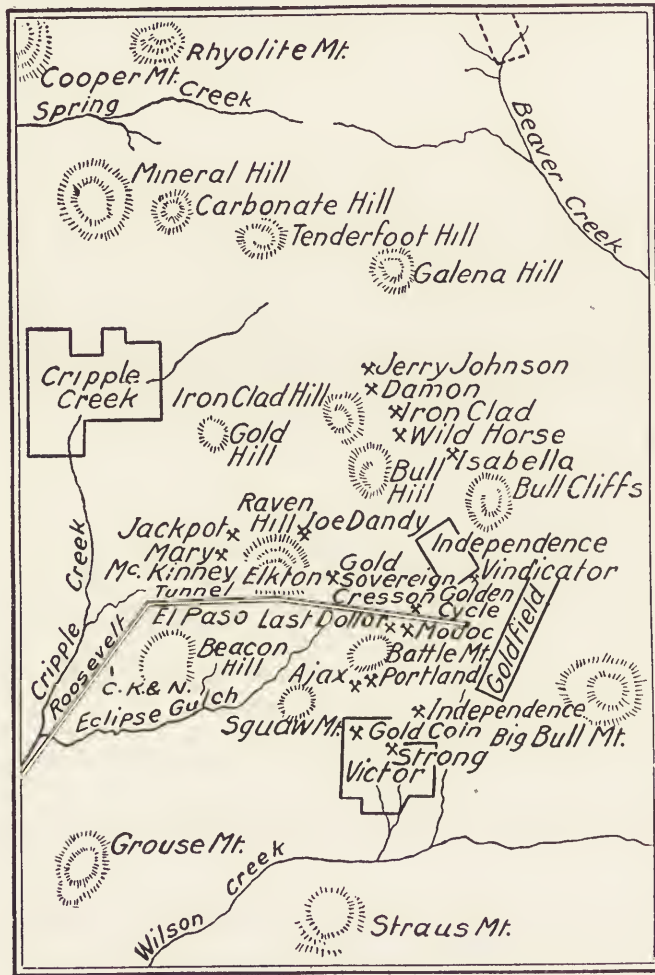 Rhyolite Mt.
Cooper Mt.
Spring Creek
Beaver Creek
Mineral Hill
Carbonate Hill
Tenderfoot Hill
Galena Hill
Cripple
Creek
Jerry Johnson
Damon
Iron Clad Hill
Iron Clad
Gold
Hill
Wild Horse
Bull
Hill
Isabella
Bull Cliffs
Raven
Hill
Joe Dandy
Jackpot
Mary
Mc. Kinney
Tunnel
Elkton
Gold
Sovereign
Independence
Vindicator
Cresson
Golden
Cycle
Cripple Creek
Roosevelt
El Paso
Last Dollar
Modoc
Goldfield
C. K. & N.
Beacon
Hill
Battle Mt.
Ajax
Portland
Eclipse Gulch
Squaw Mt.
Independence
Gold Coin
Big Bull Mt.
Strong
Victor
Grouse Mt.
Wilson Creek
Straus Mt.